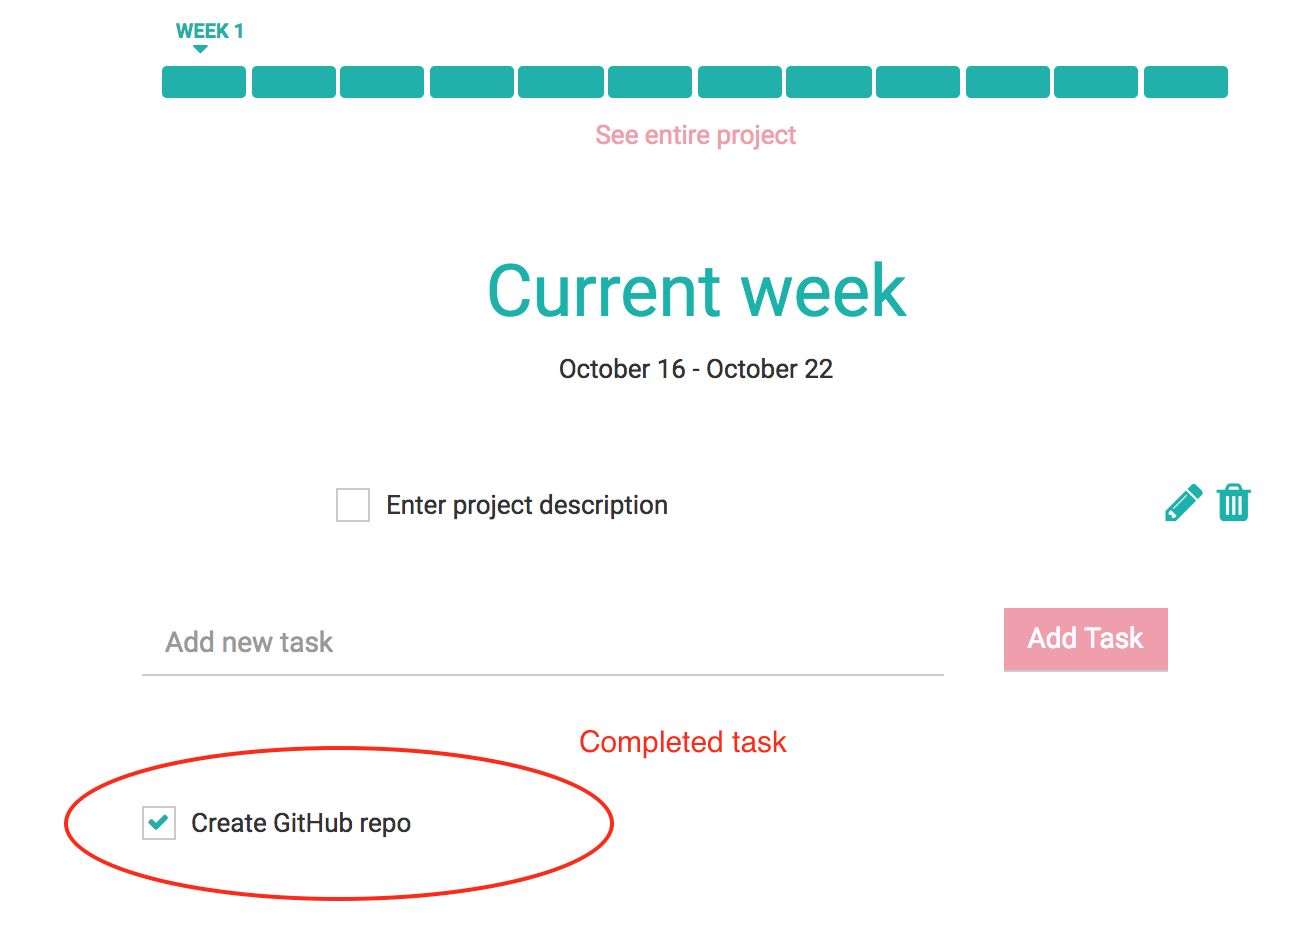 WEEK 1
See entire project
Current week
October 16 - October 22
Enter project description
Add new task
Add Task
Completed task
Create GitHub repo